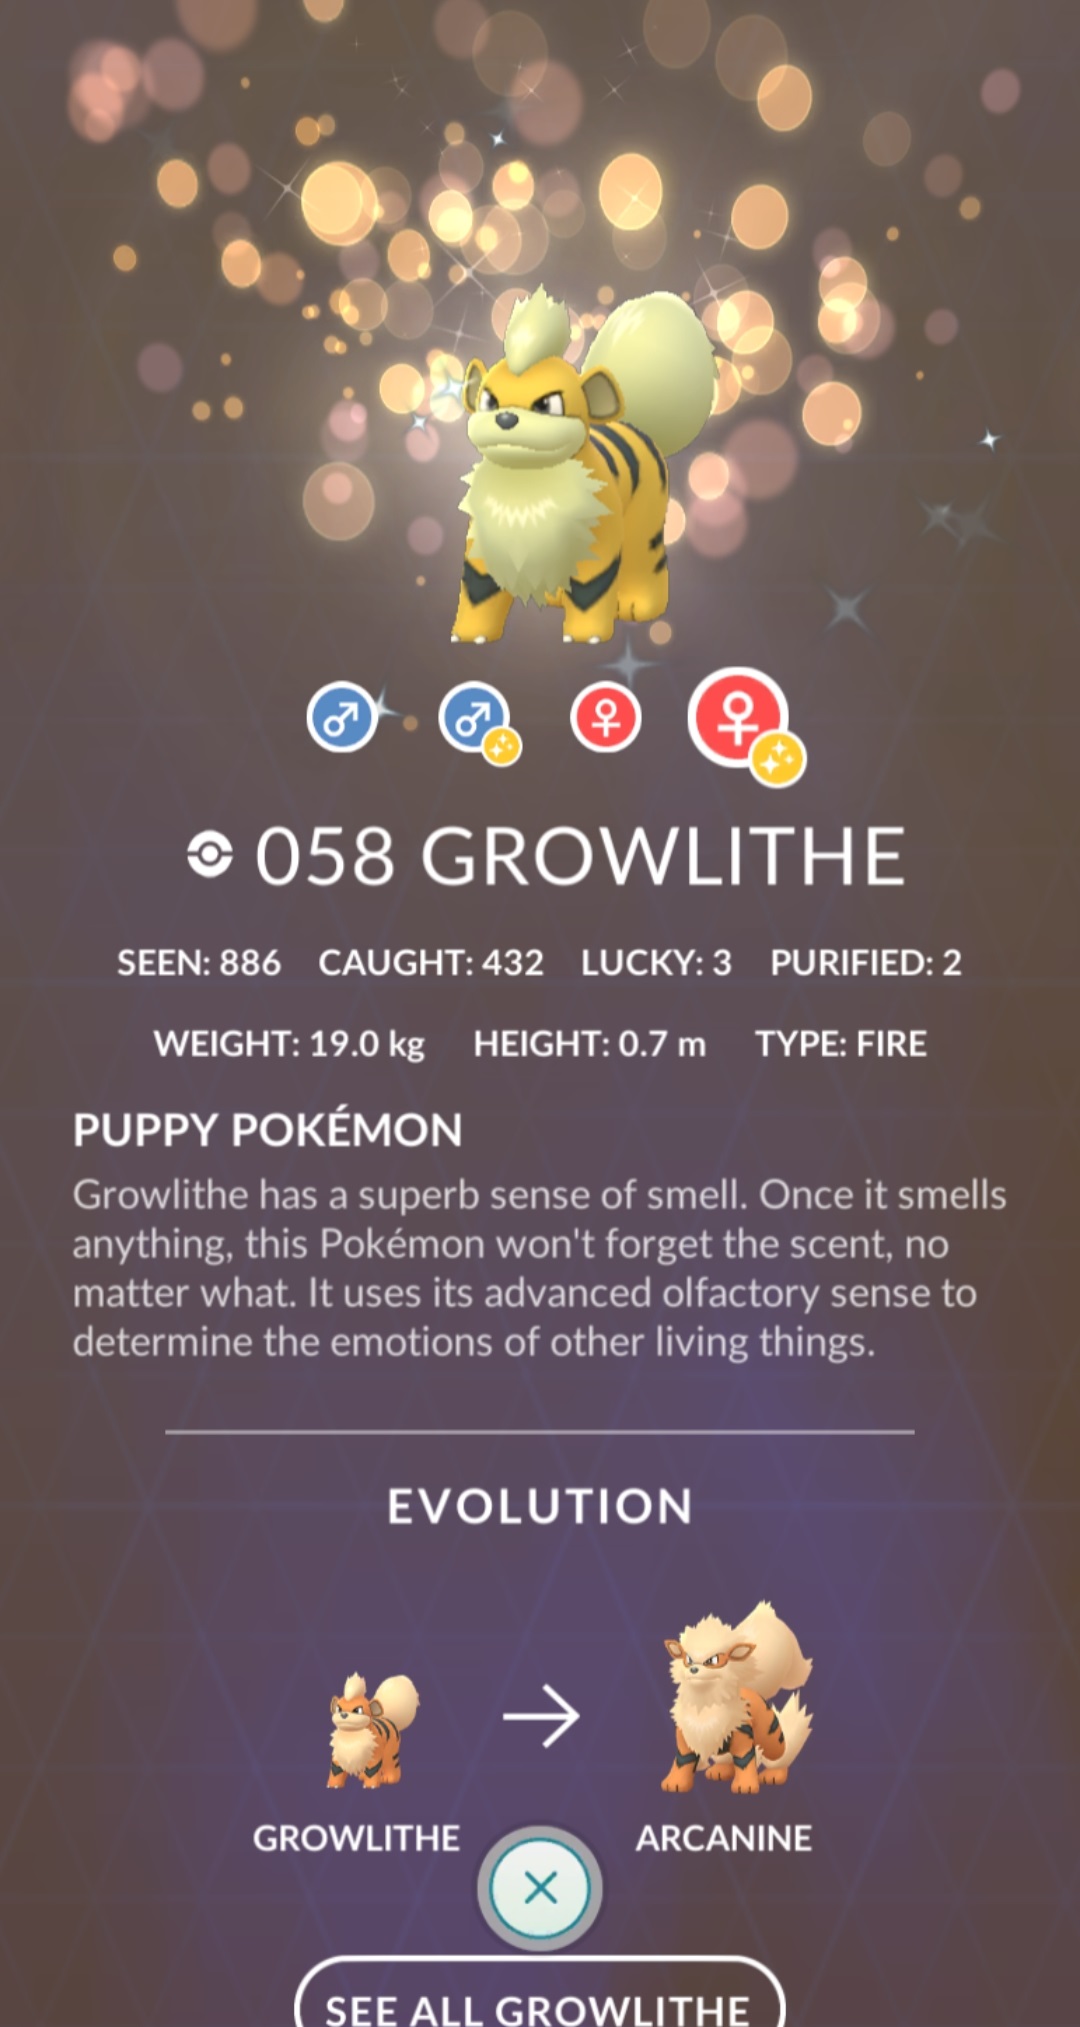 058 GROWLITHE
SEEN: 886 CAUGHT: 432 LUCKY: 3 PURIFIED: 2
WEIGHT: 19.0 kg HEIGHT: 0.7 m TYPE: FIRE
PUPPY POKÉMON
Growlithe has a superb sense of smell. Once it smells
anything, this Pokémon won't forget the scent, no
matter what. It uses its advanced olfactory sense to
determine the emotions of other living things.
EVOLUTION
GROWLITHE ARCANINE
SEE ALL GROWLITHE